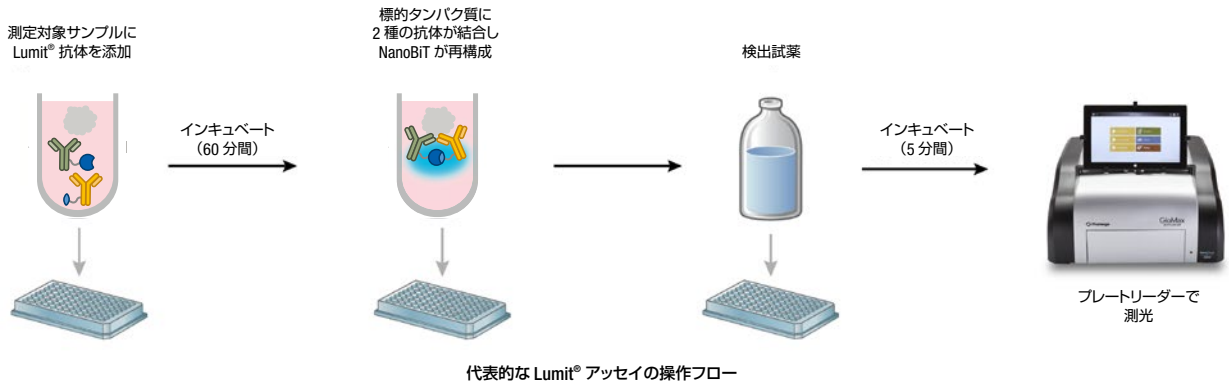 測定対象サンプルに
Lumit® 抗体を添加
標的タンパク質に
2 種の抗体が結合し
NanoBiT が再構成
検出試薬
インキュベート
（60 分間）
インキュベート
（5 分間）
Promega
GloMax
プレートリーダーで
測光
代表的な Lumit® アッセイの操作フロー